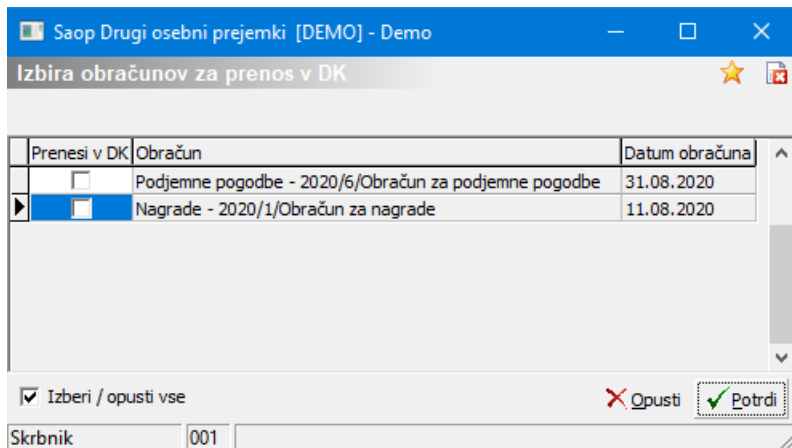 Saop Drugi osebni prejemki [DEMO] - Demo
Izbira obračunov za prenos v DK
Prenesi v DK Obračun Datum obračuna
Podjemne pogodbe - 2020/6/Obračun za podjemne pogodbe 31.08.2020
Nagrade - 2020/1/Obračun za nagrade 11.08.2020
Izberi / opusti vse Opusti Potrdi
Skrbnik 001